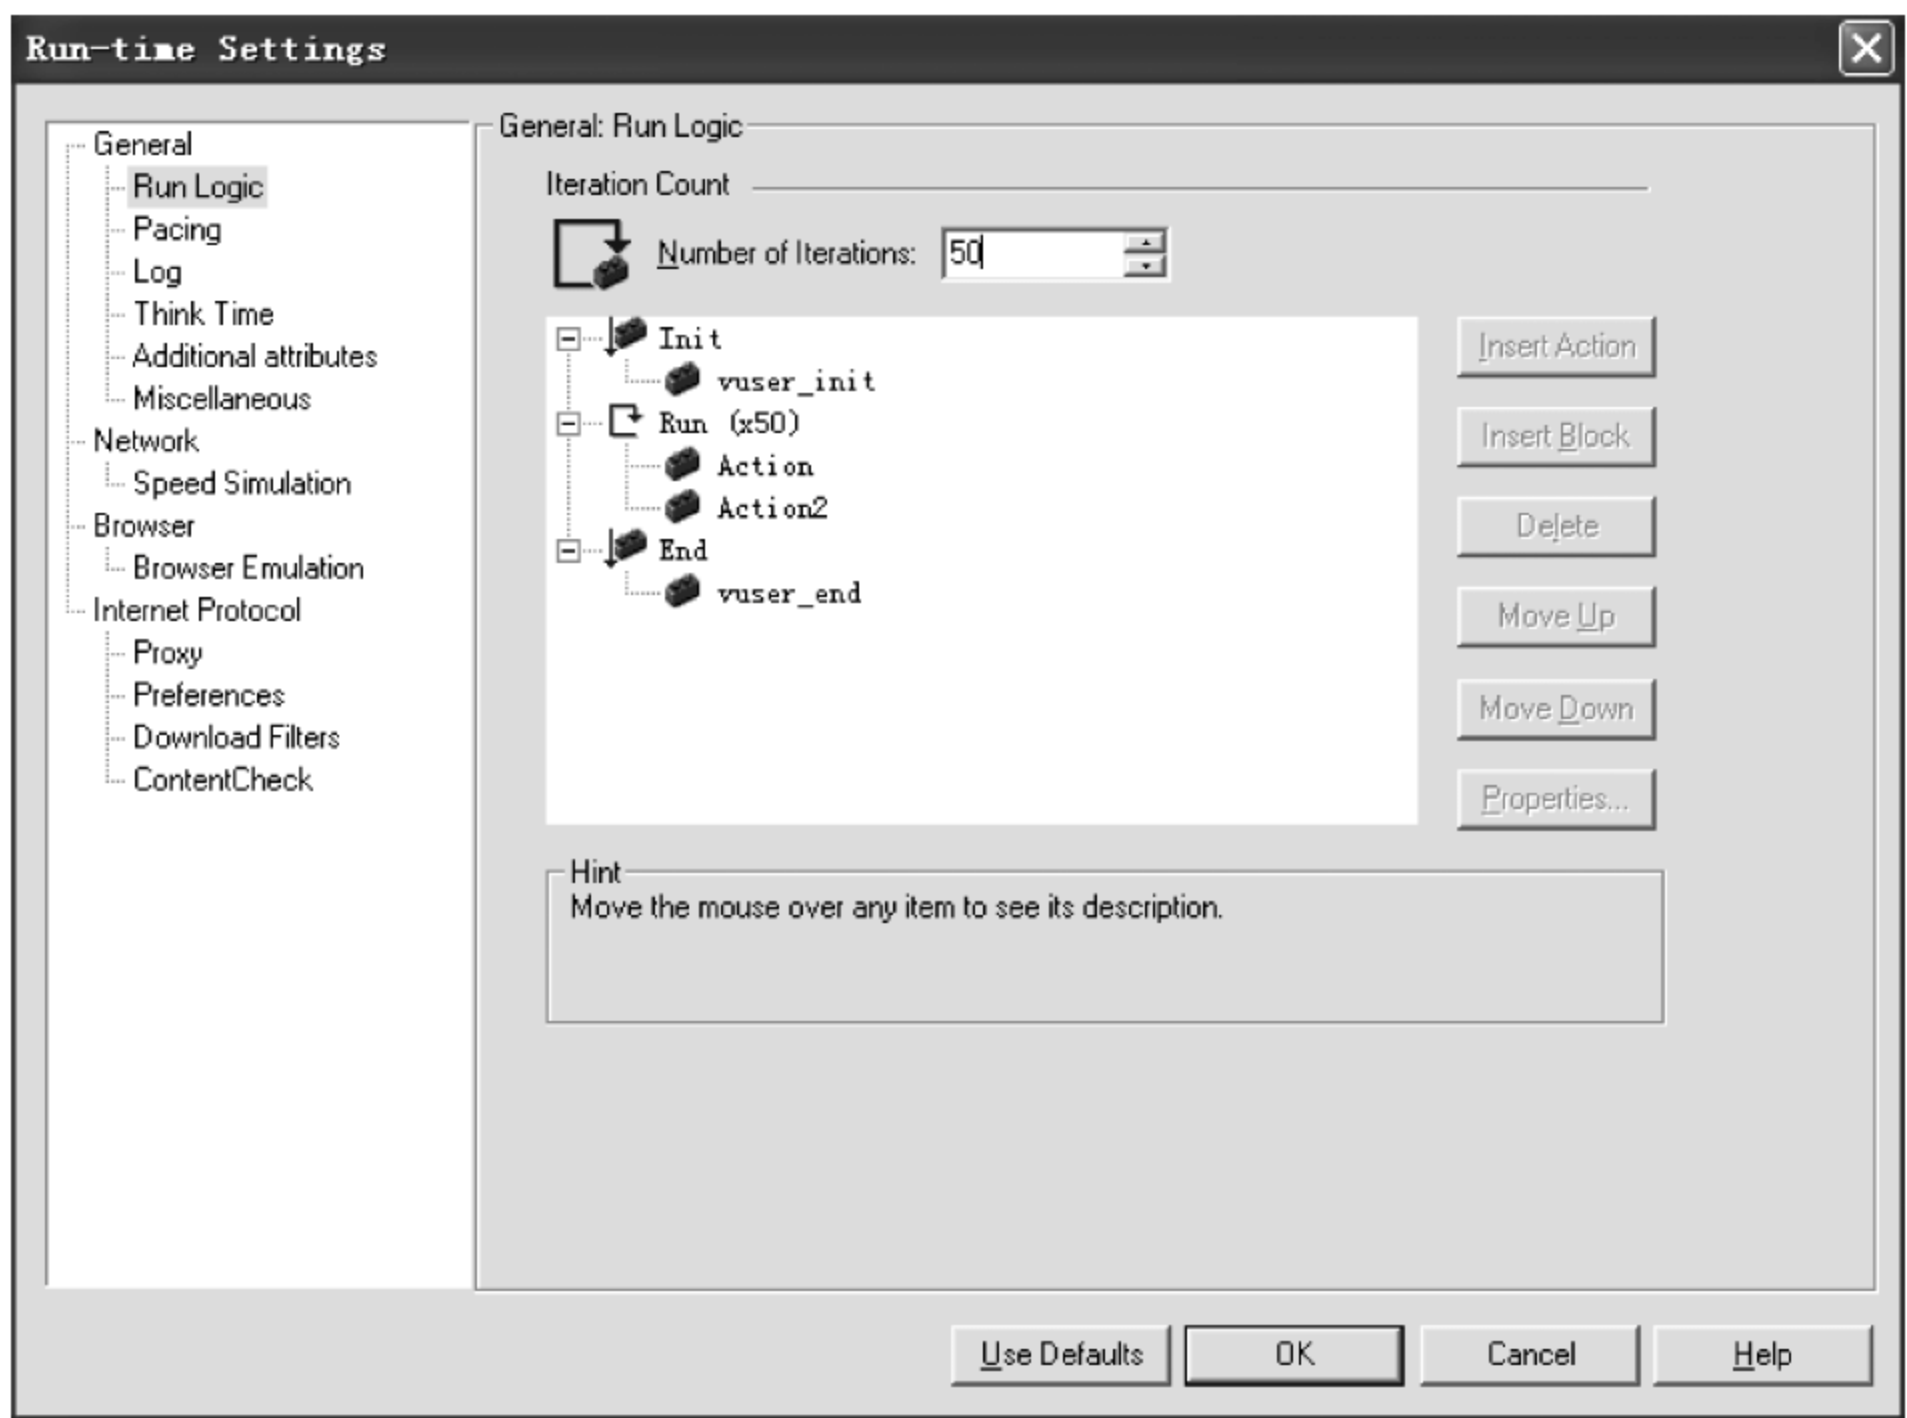 Run-time Settings
General
Run Logic
Pacing
Log
Think Time
Additional attributes
Miscellaneous
Network
Speed Simulation
Browser
Browser Emulation
Internet Protocol
Proxy
Preferences
Download Filters
ContentCheck
General: Run Logic
Iteration Count
Number of Iterations: 50
Init
vuser_init
Run (x50)
Action
Action2
End
vuser_end
Insert Action
Insert Block
Delete
Move Up
Move Down
Properties...
Hint
Move the mouse over any item to see its description.
Use Defaults OK Cancel Help